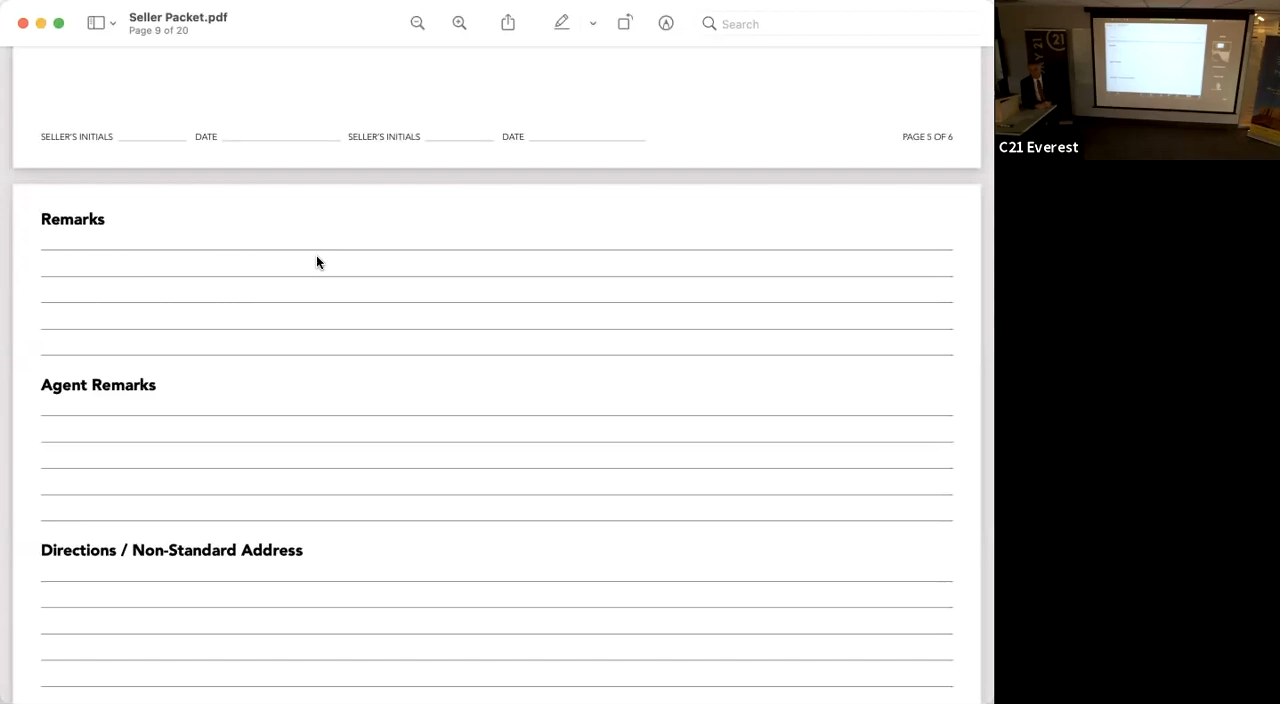 Seller Packet.pdf
Page 9 of 20
Search
SELLER'S INITIALS DATE SELLER'S INITIALS DATE PAGE 5 OF 6
Remarks
Agent Remarks
Directions / Non-Standard Address
21
C21 Everest